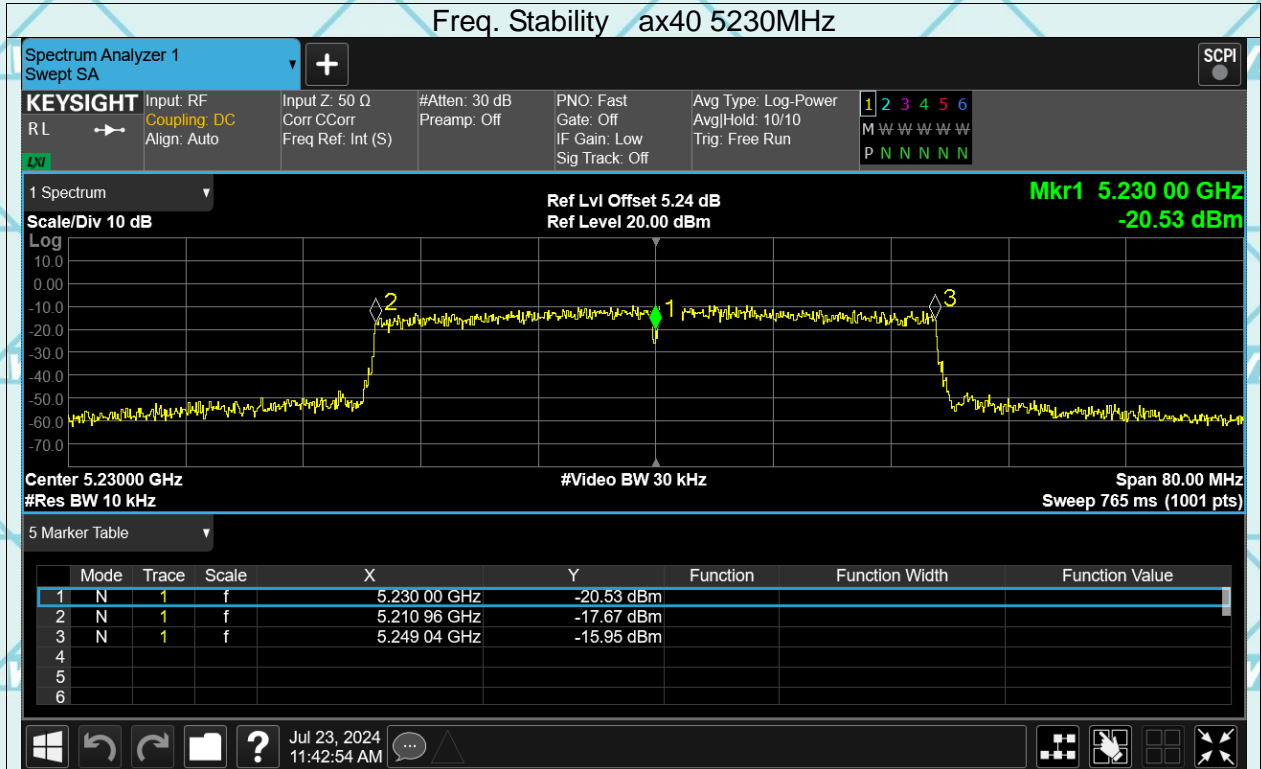 Freq. Stability ax40 5230MHz
Spectrum Analyzer 1
Swept SA
SCPI
KEYSIGHT
RL
LXI
Input: RF
Coupling: DC
Align: Auto
Input Z: 50 Ω
Corr CCorr
Freq Ref: Int (S)
#Atten: 30 dB
Preamp: Off
PNO: Fast
Gate: Off
IF Gain: Low
Sig Track: Off
Avg Type: Log-Power
Avg|Hold: 10/10
Trig: Free Run
1 2 3 4 5 6
M W W W W W
P N N N N N
1 Spectrum
Scale/Div 10 dB
Ref Lvl Offset 5.24 dB
Ref Level 20.00 dBm
Mkr1 5.230 00 GHz
-20.53 dBm
Log
10.0
0.00
-10.0
-20.0
-30.0
-40.0
-50.0
-60.0
-70.0
2
1
3
Center 5.23000 GHz
#Video BW 30 kHz
Span 80.00 MHz
#Res BW 10 kHz
Sweep 765 ms (1001 pts)
5 Marker Table
Mode Trace Scale X Y Function Function Width Function Value
1 N 1 f 5.230 00 GHz -20.53 dBm
2 N 1 f 5.210 96 GHz -17.67 dBm
3 N 1 f 5.249 04 GHz -15.95 dBm
4
5
6
?
Jul 23, 2024
11:42:54 AM